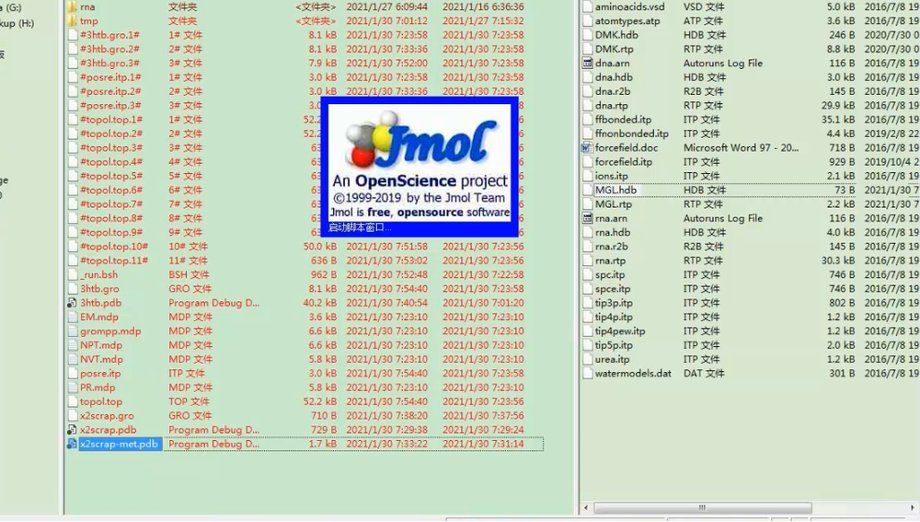 a (G:)
kup (H:)
版
ge
0
rna 文件夹 <文件夹> 2021/1/27 6:09:44 2021/1/16 6:36:36
tmp 文件夹 <文件夹> 2021/1/30 7:01:12 2021/1/27 7:15:32
#3htb.gro.1# 1# 文件 8.1 kB 2021/1/30 7:23:58 2021/1/30 7:23:58
#3htb.gro.2# 2# 文件 8.1 kB 2021/1/30 7:33:36 2021/1/30 7:23:58
#3htb.gro.3# 3# 文件 7.9 kB 2021/1/30 7:52:00 2021/1/30 7:23:58
#posre.itp.1# 1# 文件 3.0 kB 2021/1/30 7:23:58 2021/1/30 7:23:58
#posre.itp.2# 2# 文件 3.0 kB 2021/1/30 7:33:36 2021/1/30 7:23:58
#posre.itp.3# 3# 文件 3.0
#topol.top.1# 1# 文件 52.2
#topol.top.2# 2# 文件 52.2
#topol.top.3# 3# 文件 63
#topol.top.4# 4# 文件 63
#topol.top.5# 5# 文件 63
#topol.top.6# 6# 文件 63
#topol.top.7# 7# 文件 63
#topol.top.8# 8# 文件 63
#topol.top.9# 9# 文件 63
#topol.top.10# 10# 文件 50.0 kB 2021/1/30 7:51:58 2021/1/30 7:23:56
#topol.top.11# 11# 文件 636 B 2021/1/30 7:53:02 2021/1/30 7:23:56
_run.bsh BSH 文件 962 B 2021/1/30 7:52:48 2021/1/30 7:22:58
3htb.gro GRO 文件 8.1 kB 2021/1/30 7:54:40 2021/1/30 7:23:58
3htb.pdb Program Debug D... 40.2 kB 2021/1/30 7:40:54 2021/1/30 7:01:20
EM.mdp MDP 文件 3.6 kB 2021/1/30 7:23:10 2021/1/30 7:23:10
grompp.mdp MDP 文件 6.6 kB 2021/1/30 7:23:10 2021/1/30 7:23:10
NPT.mdp MDP 文件 6.6 kB 2021/1/30 7:23:10 2021/1/30 7:23:10
NVT.mdp MDP 文件 5.8 kB 2021/1/30 7:23:10 2021/1/30 7:23:10
posre.itp ITP 文件 3.0 kB 2021/1/30 7:54:40 2021/1/30 7:23:58
PR.mdp MDP 文件 5.8 kB 2021/1/30 7:23:10 2021/1/30 7:23:10
topol.top TOP 文件 52.2 kB 2021/1/30 7:54:40 2021/1/30 7:23:56
x2scrap.gro GRO 文件 710 B 2021/1/30 7:38:20 2021/1/30 7:37:56
x2scrap.pdb Program Debug D... 729 B 2021/1/30 7:29:38 2021/1/30 7:29:24
x2scrap-met.pdb Program Debug D... 1.7 kB 2021/1/30 7:33:22 2021/1/30 7:31:14
Jmol
An OpenScience project
©1999-2019 by the Jmol Team
Jmol is free, opensource software
启动脚本窗口...
aminoacids.vsd VSD 文件 5.0 kB 2016/7/8 19
atomtypes.atp ATP 文件 3.6 kB 2016/7/8 19
DMK.hdb HDB 文件 246 B 2020/7/30 0
DMK.rtp RTP 文件 8.8 kB 2020/7/30 0
dna.arn Autoruns Log File 116 B 2016/7/8 19
dna.hdb HDB 文件 3.0 kB 2016/7/8 19
dna.r2b R2B 文件 145 B 2016/7/8 19
dna.rtp RTP 文件 29.9 kB 2016/7/8 19
ffbonded.itp ITP 文件 35.1 kB 2016/7/8 19
ffnonbonded.itp ITP 文件 4.4 kB 2019/2/8 22
forcefield.doc Microsoft Word 97 - 20... 718 B 2016/7/8 19
forcefield.itp ITP 文件 929 B 2019/10/4 2
ions.itp ITP 文件 2.1 kB 2016/7/8 19
MGL.hdb HDB 文件 73 B 2021/1/30 7
MGL.rtp RTP 文件 2.2 kB 2021/1/30 7
rna.arn Autoruns Log File 116 B 2016/7/8 19
rna.hdb HDB 文件 4.0 kB 2016/7/8 19
rna.r2b R2B 文件 145 B 2016/7/8 19
rna.rtp RTP 文件 30.3 kB 2016/7/8 19
spc.itp ITP 文件 746 B 2016/7/8 19
spce.itp ITP 文件 746 B 2016/7/8 19
tip3p.itp ITP 文件 802 B 2016/7/8 19
tip4p.itp ITP 文件 1.2 kB 2016/7/8 19
tip4pew.itp ITP 文件 1.2 kB 2016/7/8 19
tip5p.itp ITP 文件 2.0 kB 2016/7/8 19
urea.itp ITP 文件 1.2 kB 2016/7/8 19
watermodels.dat DAT 文件 301 B 2016/7/8 19